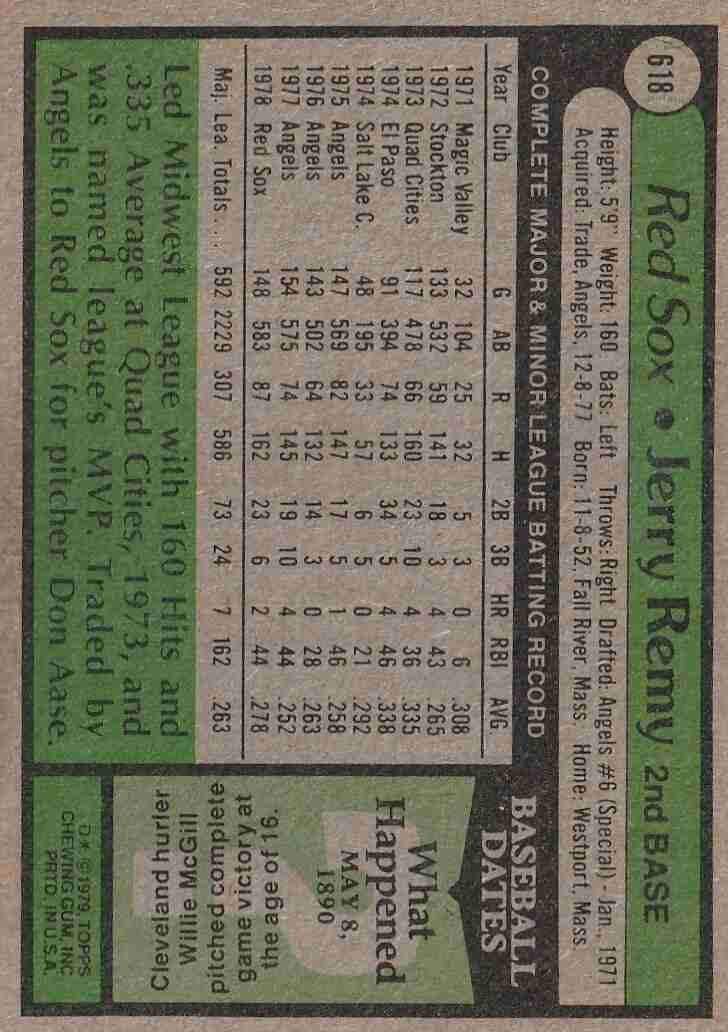 618
Red Sox • Jerry Remy 2nd BASE
Height: 5'9" Weight: 160 Bats: Left Throws: Right Drafted: Angels #6 (Special) - Jan., 1971
Acquired: Trade, Angels, 12-8-77 Born: 11-8-52, Fall River, Mass. Home: Westport, Mass.
COMPLETE MAJOR & MINOR LEAGUE BATTING RECORD
Year Club G AB R H 2B 3B HR RBI AVG
1971 Magic Valley 32 104 25 32 5 3 0 6 .308
1972 Stockton 133 532 59 141 18 3 4 43 .265
1973 Quad Cities 117 478 66 160 23 10 4 36 .335
1974 El Paso 91 394 74 133 34 5 4 46 .338
1974 Salt Lake C. 48 195 33 57 6 5 0 21 .292
1975 Angels 147 569 82 147 17 5 1 46 .258
1976 Angels 143 502 64 132 14 3 0 28 .263
1977 Angels 154 575 74 145 19 10 4 44 .252
1978 Red Sox 148 583 87 162 23 6 2 44 .278
Maj. Lea. Totals .... 592 2229 307 586 73 24 7 162 .263
Led Midwest League with 160 Hits and
.335 Average at Quad Cities, 1973, and
was named league's MVP. Traded by
Angels to Red Sox for pitcher Don Aase.
BASEBALL
DATES
What
Happened
MAY 8,
1890
Cleveland hurler
Willie McGill
pitched complete
game victory at
the age of 16.
D* © 1979, TOPPS
CHEWING GUM, INC.
PRTD. IN U.S.A.